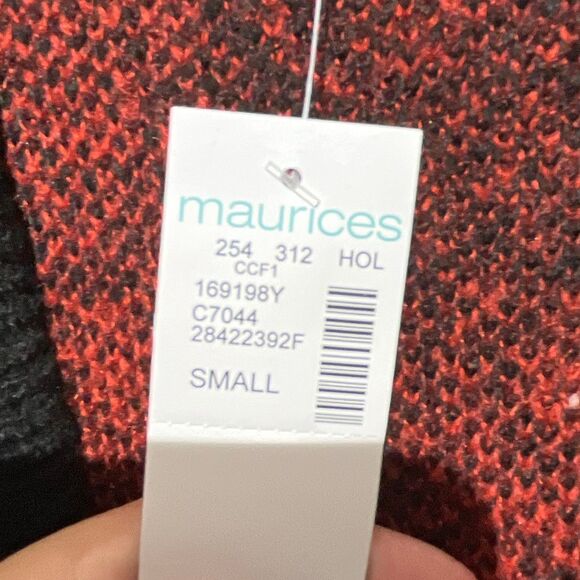 maurices
254 312 HOL
CCF1
169198Y
C7044
28422392F
SMALL